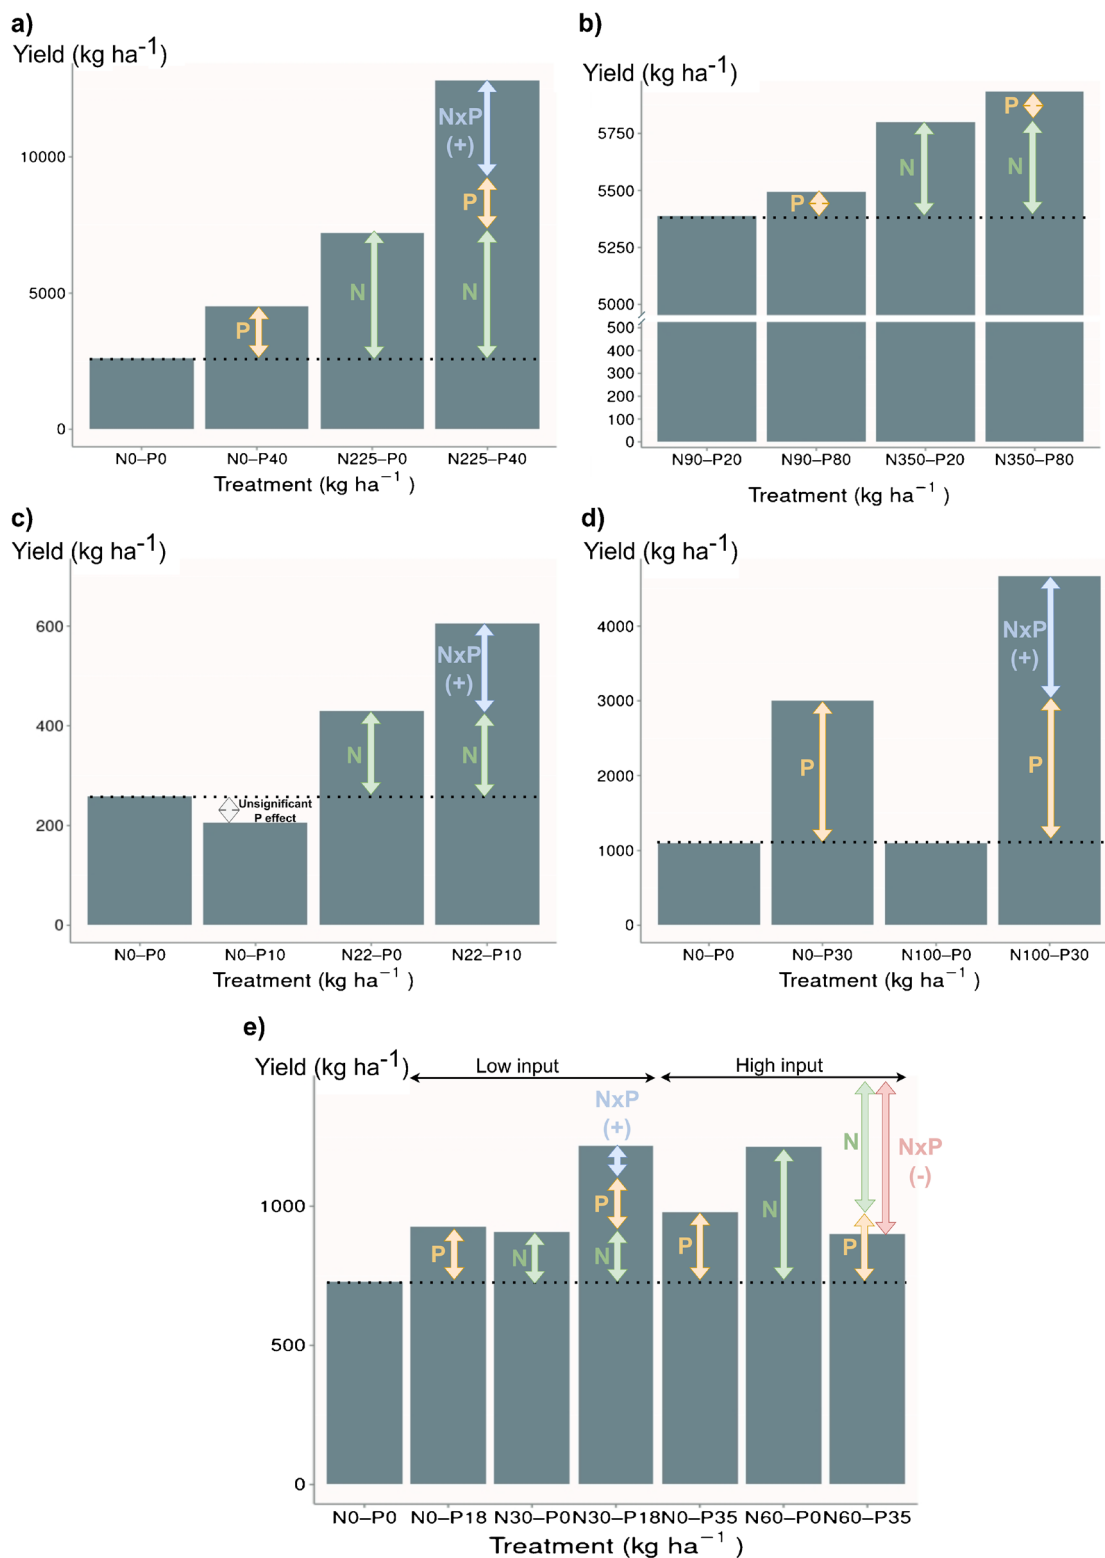 a)
Yield (kg ha-1)
10000
5000
0
P
N
NxP
(+)
P
N
N0–P0 N0–P40 N225–P0 N225–P40
Treatment (kg ha−1 )
b)
Yield (kg ha-1)
5750
5500
5250
5000
500
400
300
200
100
0
P
N
P
N
N90–P20 N90–P80 N350–P20 N350–P80
Treatment (kg ha−1 )
c)
Yield (kg ha-1)
600
400
200
0
Unsignificant
P effect
N
NxP
(+)
N
N0–P0 N0–P10 N22–P0 N22–P10
Treatment (kg ha−1 )
d)
Yield (kg ha-1)
4000
3000
2000
1000
0
P
NxP
(+)
P
N0–P0 N0–P30 N100–P0 N100–P30
Treatment (kg ha−1 )
e)
Yield (kg ha-1)
Low input
High input
1000
500
0
P
N
NxP
(+)
P
N
P
N
N
NxP
(-)
P
N0–P0 N0–P18 N30–P0 N30–P18 N0–P35 N60–P0 N60–P35
Treatment (kg ha−1 )